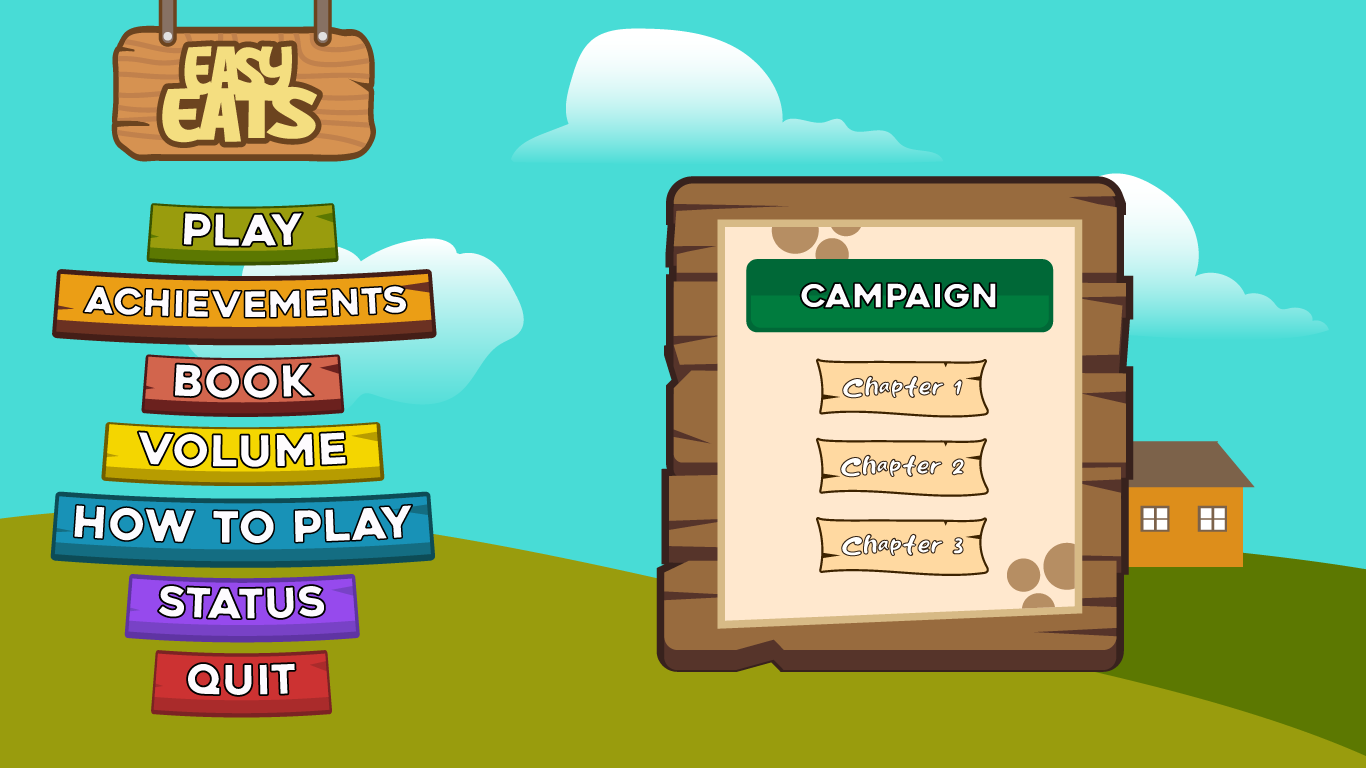 EASY
EATS
PLAY
ACHIEVEMENTS
BOOK
VOLUME
HOW TO PLAY
STATUS
QUIT
CAMPAIGN
Chapter 1
Chapter 2
Chapter 3